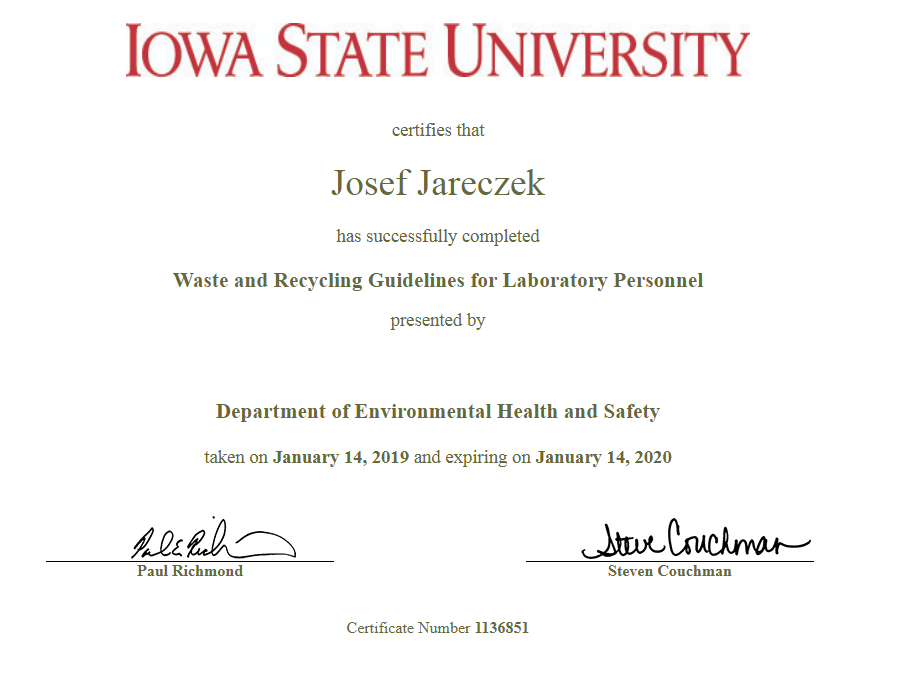 IOWA STATE UNIVERSITY
certifies that
Josef Jareczek
has successfully completed
Waste and Recycling Guidelines for Laboratory Personnel
presented by
Department of Environmental Health and Safety
taken on January 14, 2019 and expiring on January 14, 2020
Paul E Rich Steve Couchman
Paul Richmond Steven Couchman
Certificate Number 1136851